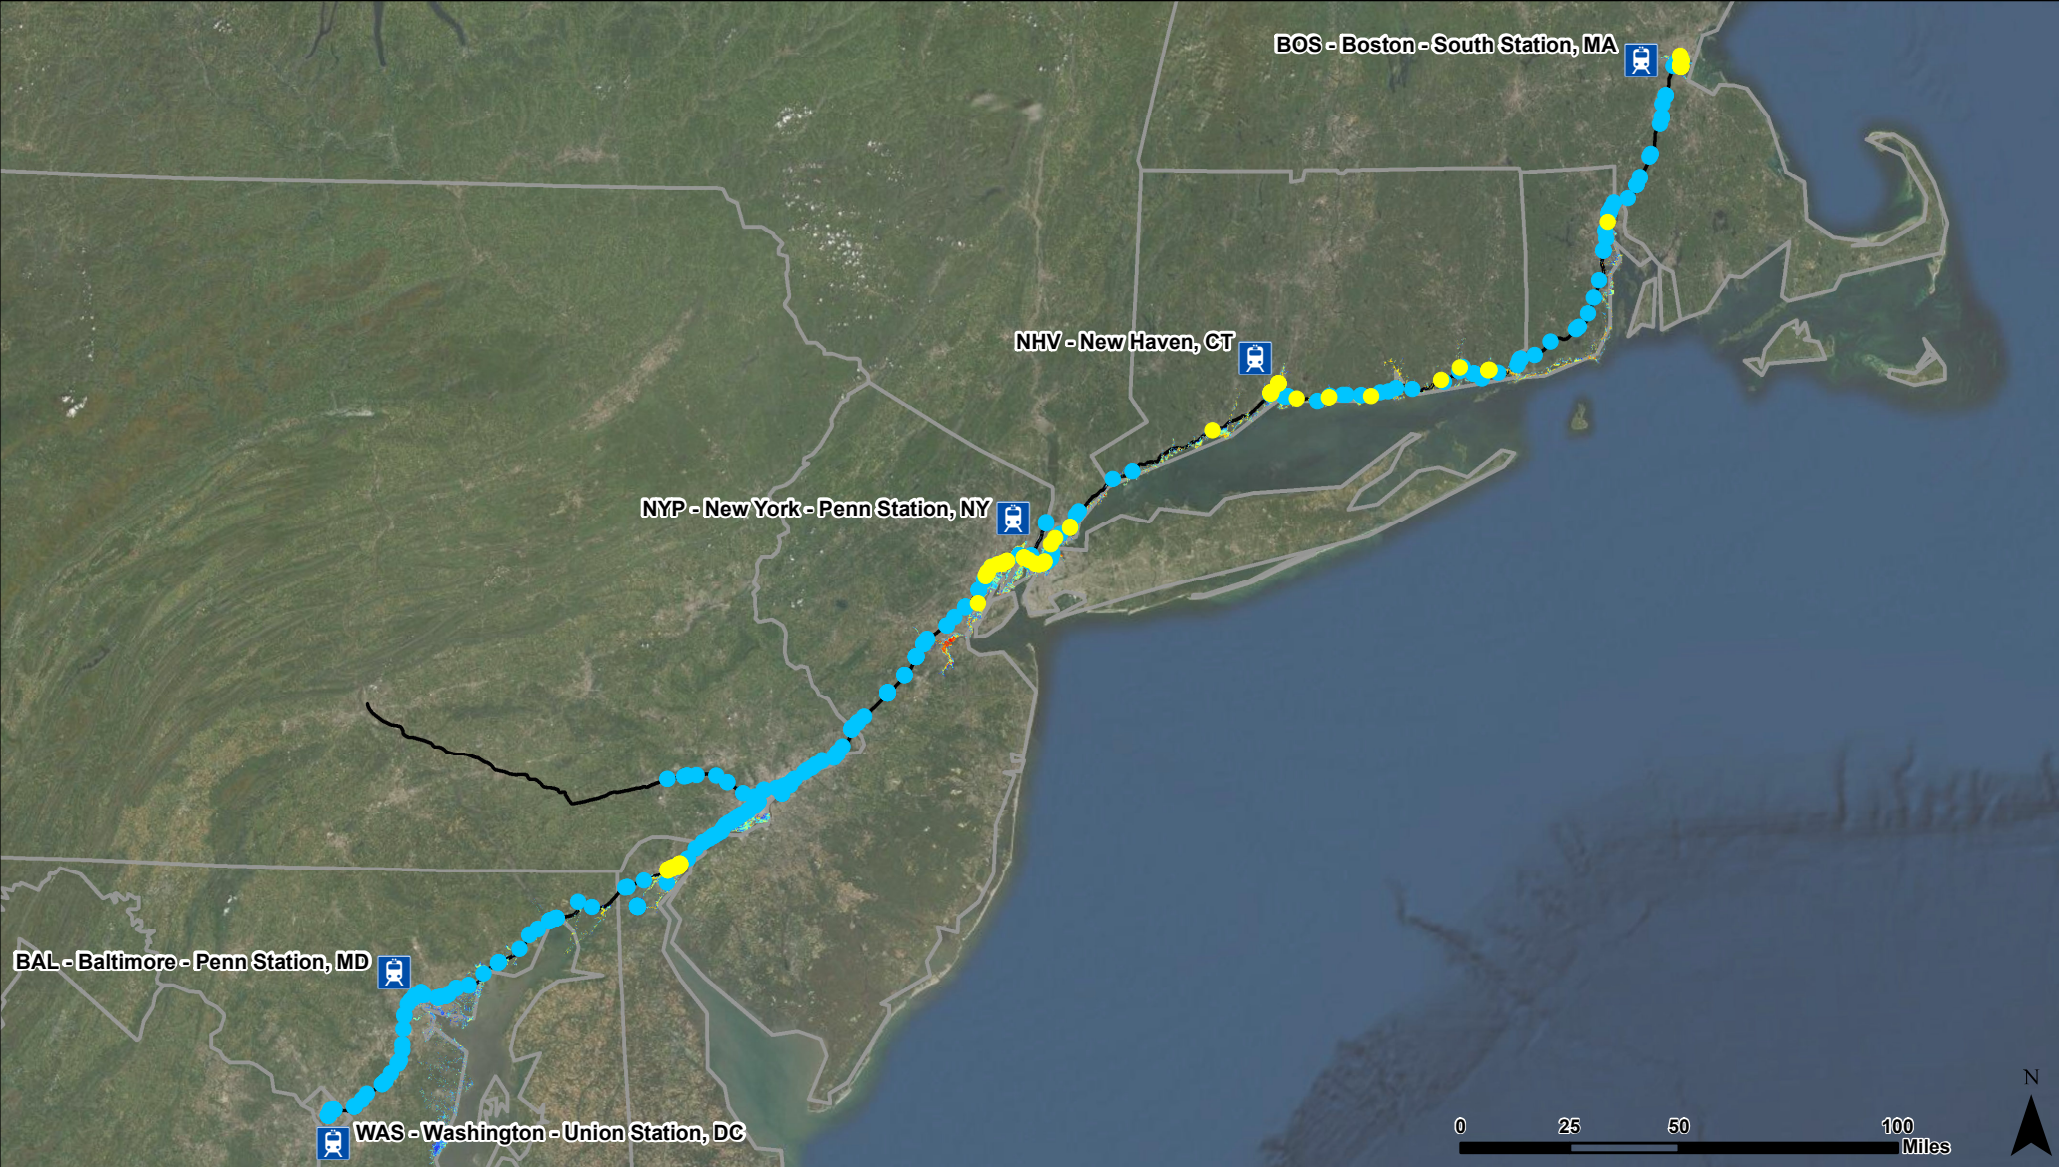 BOS - Boston - South Station, MA
NHV - New Haven, CT
NYP - New York - Penn Station, NY
BAL - Baltimore - Penn Station, MD
WAS - Washington - Union Station, DC
N
0 25 50 100
Miles